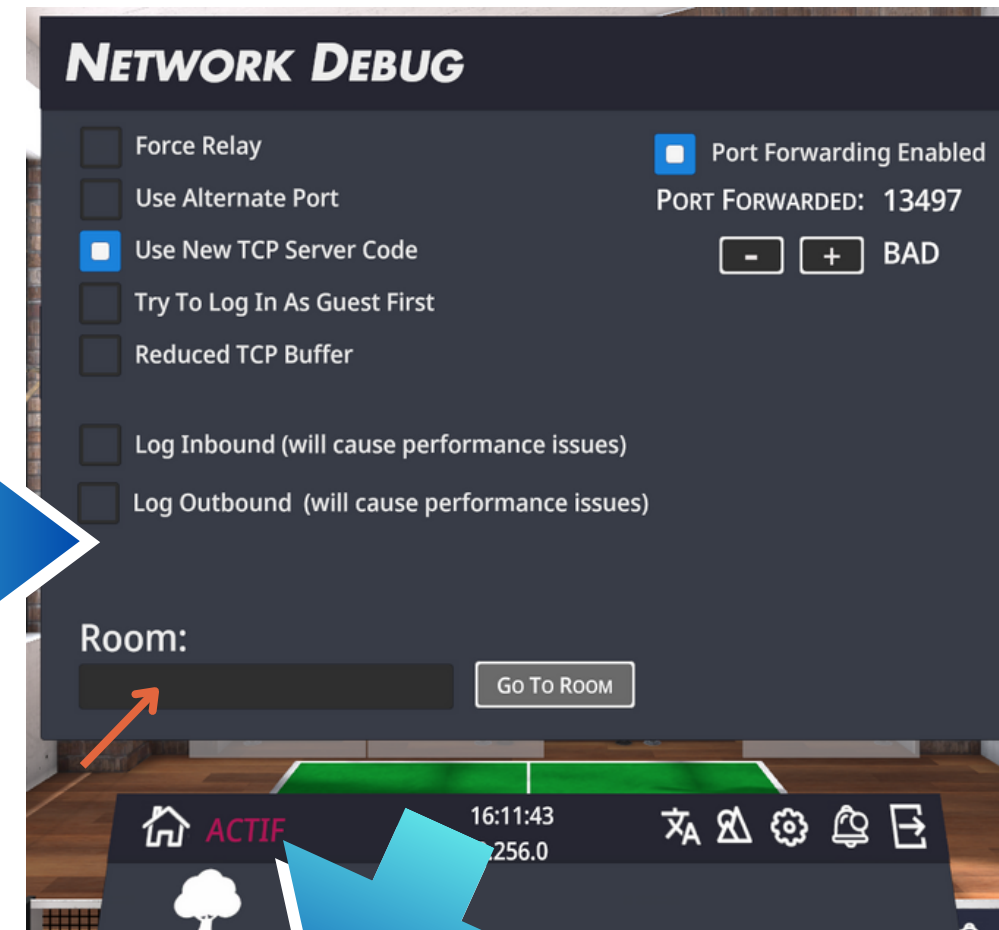 NETWORK DEBUG
Force Relay
Use Alternate Port
Use New TCP Server Code
Try To Log In As Guest First
Reduced TCP Buffer
Log Inbound (will cause performance issues)
Log Outbound (will cause performance issues)
Port Forwarding Enabled
PORT FORWARDED: 13497
- + BAD
Room:
GO TO ROOM
ACTIF
16:11:43
.256.0